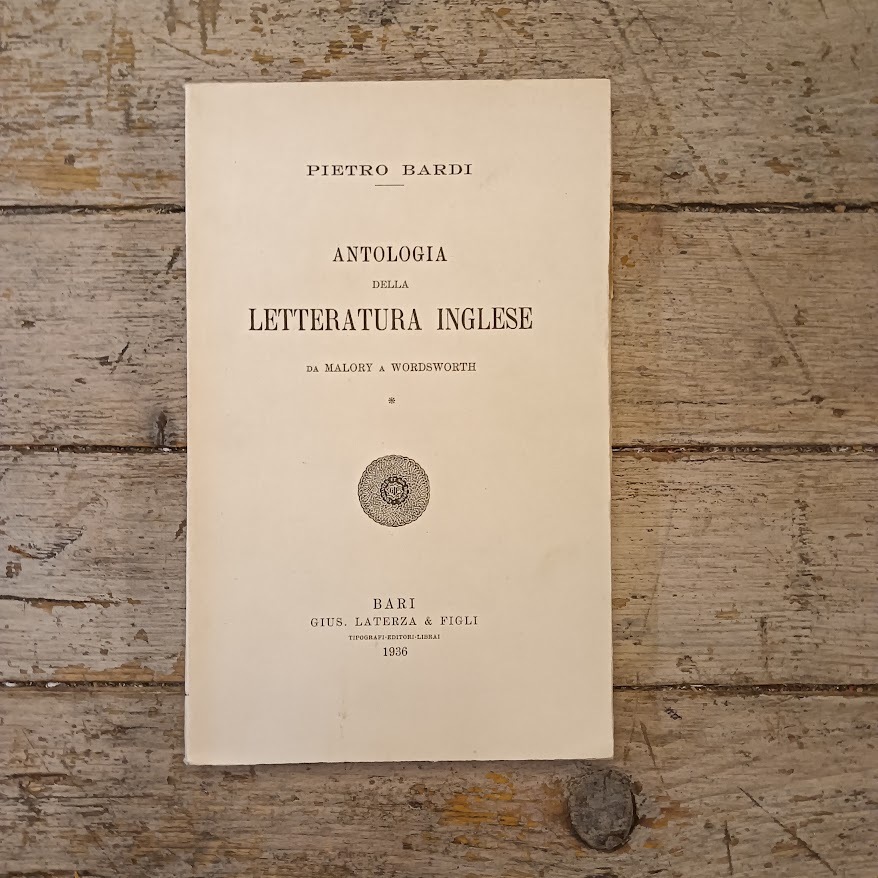 PIETRO BARDI
ANTOLOGIA
DELLA
LETTERATURA INGLESE
DA MALORY A WORDSWORTH
*
BARI
GIUS. LATERZA & FIGLI
TIPOGRAFI-EDITORI-LIBRAI
1936